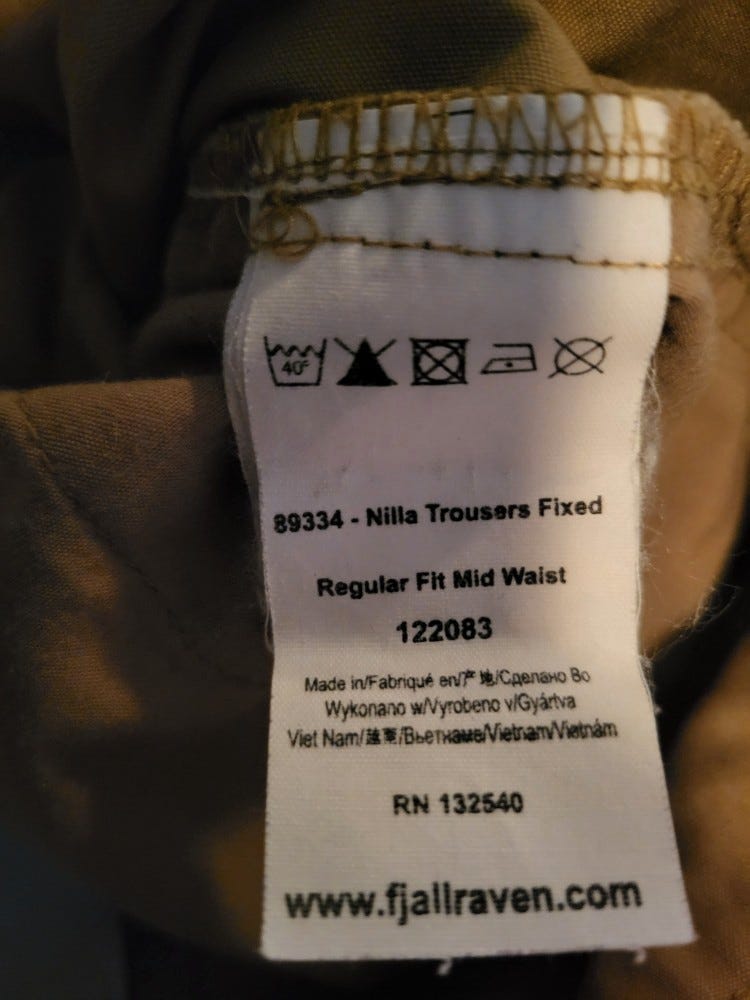 40°
89334 - Nilla Trousers Fixed
Regular Fit Mid Waist
122083
Made in/Fabriqué en/产 地/Сделано Во
Wykonano w/Vyrobeno v/Gyártva
Viet Nam/越南/Вьетнаме/Vietnam/Vietnám
RN 132540
www.fjallraven.com